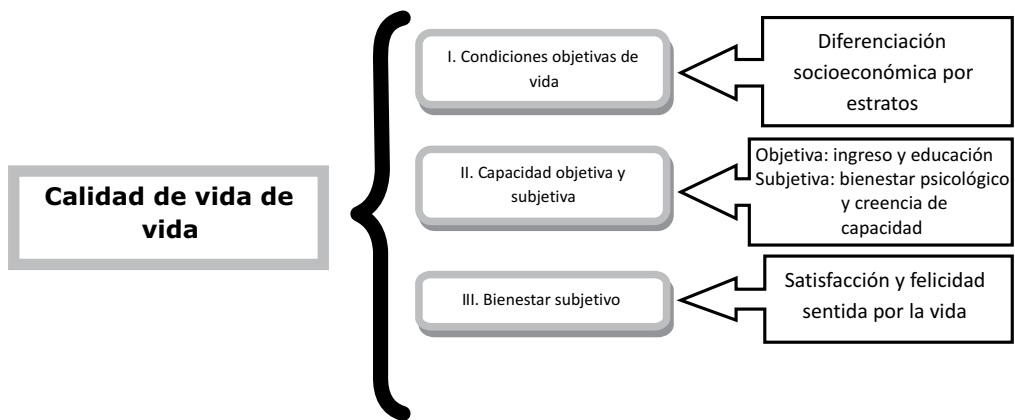 Calidad de vida de
vida
I. Condiciones objetivas de
vida
Diferenciación
socioeconómica por
estratos
II. Capacidad objetiva y
subjetiva
Objetiva: ingreso y educación
Subjetiva: bienestar psicológico
y creencia de
capacidad
III. Bienestar subjetivo
Satisfacción y felicidad
sentida por la vida